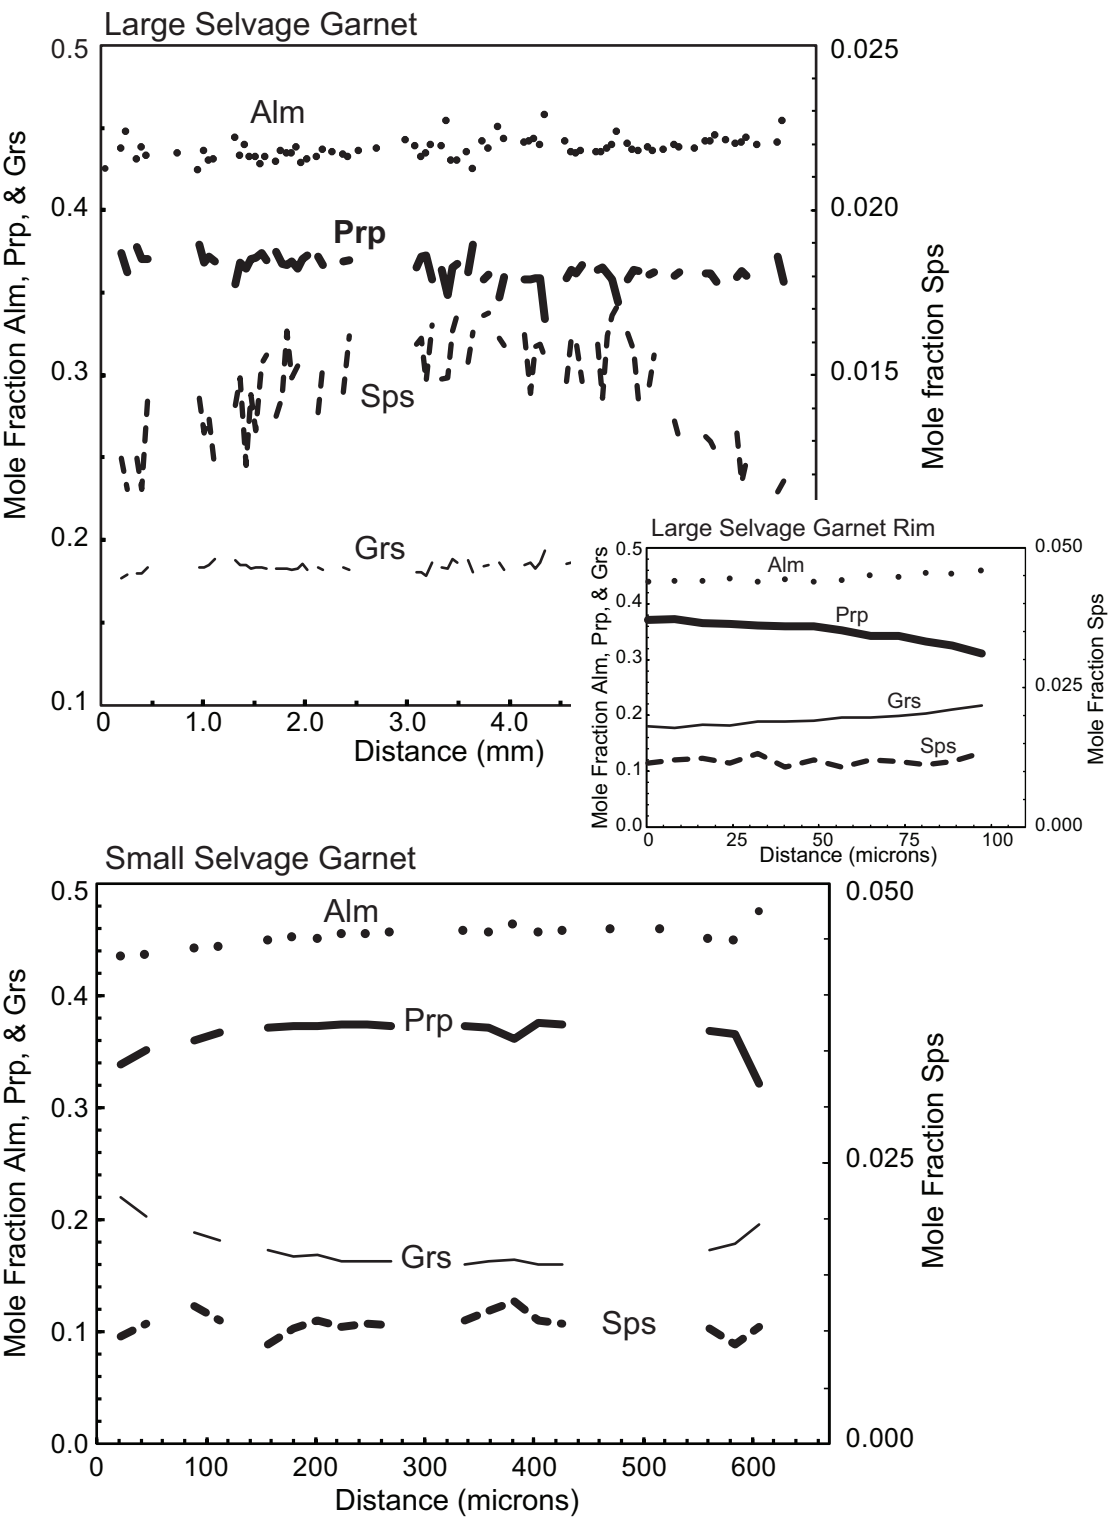 Large Selvage Garnet
0.5
0.025
Alm
0.4
0.020
Prp
0.3
0.015
Sps
0.2
Grs
0.1
0
1.0
2.0
3.0
4.0
Distance (mm)
Mole Fraction Alm, Prp, & Grs
Mole fraction Sps
Large Selvage Garnet Rim
0.5
0.050
Alm
0.4
Prp
0.3
0.025
Grs
0.2
Sps
0.1
0.0
0.000
0
25
50
75
100
Distance (microns)
Mole Fraction Alm, Prp, & Grs
Mole Fraction Sps
Small Selvage Garnet
0.5
0.050
Alm
0.4
Prp
0.3
0.025
0.2
Grs
0.1
Sps
0.0
0.000
0
100
200
300
400
500
600
Distance (microns)
Mole Fraction Alm, Prp, & Grs
Mole Fraction Sps